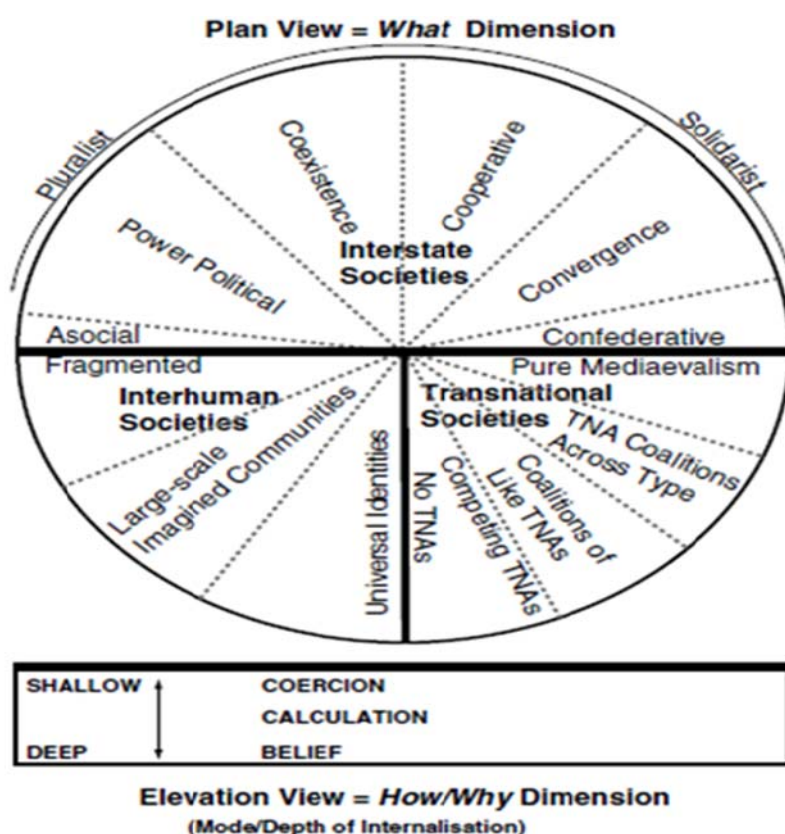 Plan View = What Dimension
Pluralist
Solidarist
Coexistence
Cooperative
Power Political
Interstate
Societies
Convergence
Asocial
Confederative
Fragmented
Pure Mediaevalism
Interhuman
Societies
Transnational
Societies
Large-scale
Imagined Communities
Universal Identities
No TNAs
Competing TNAs
Coalitions of
Like TNAs
TNA Coalitions
Across Type
SHALLOW
COERCION
CALCULATION
DEEP
BELIEF
Elevation View = How/Why Dimension
(Mode/Depth of Internalisation)